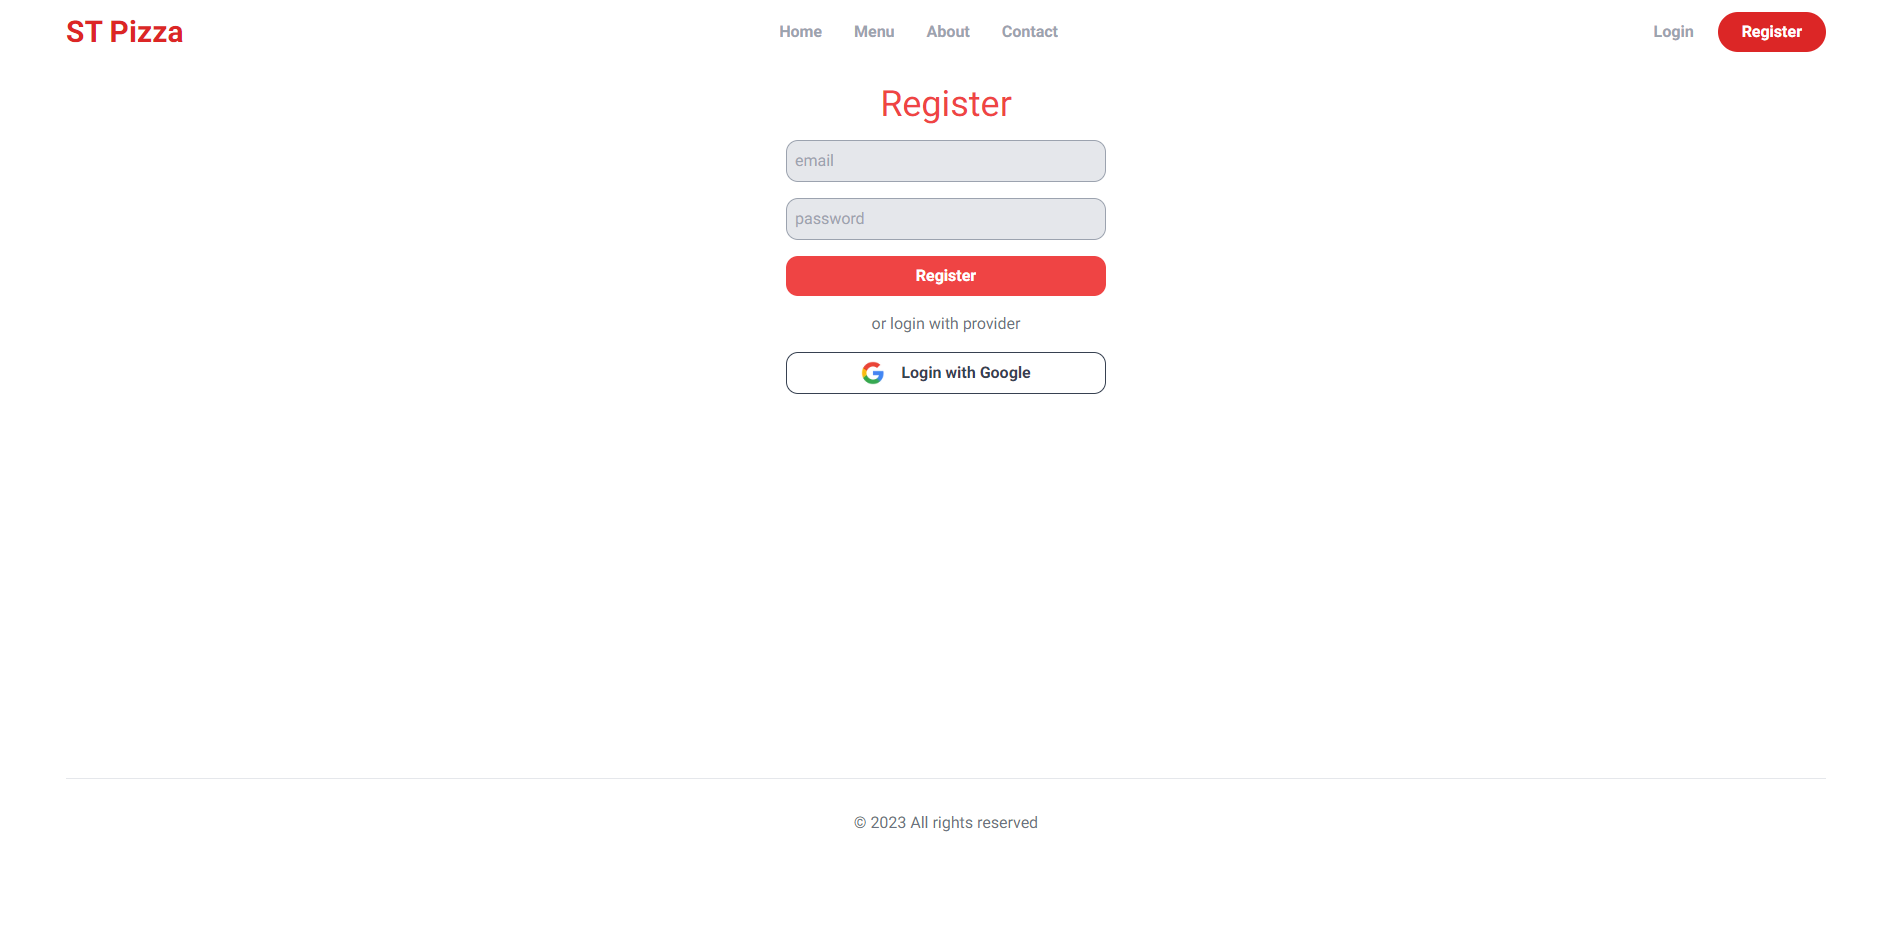 ST Pizza
Home Menu About Contact
Login Register
Register
email
password
Register
or login with provider
Login with Google
© 2023 All rights reserved